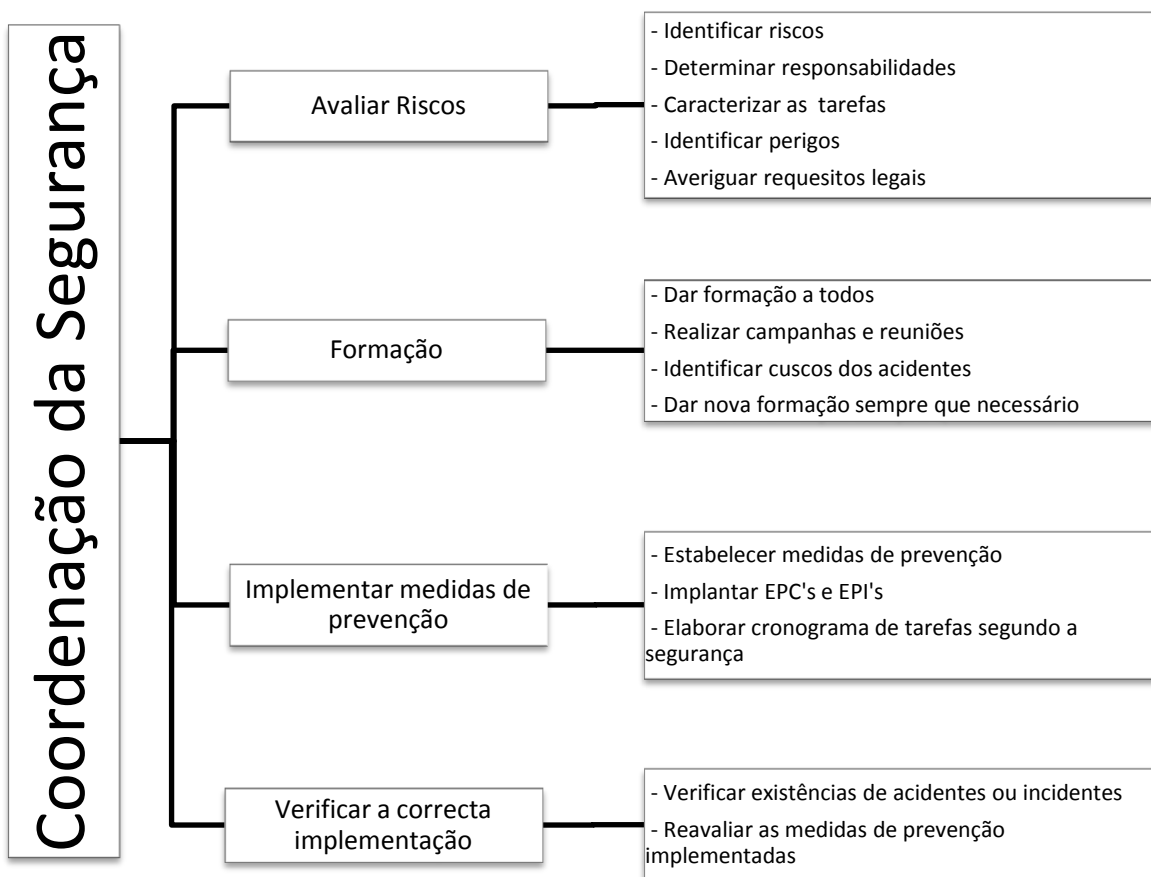 Coordenação da Segurança
Avaliar Riscos
- Identificar riscos
- Determinar responsabilidades
- Caracterizar as tarefas
- Identificar perigos
- Averiguar requesitos legais
Formação
- Dar formação a todos
- Realizar campanhas e reuniões
- Identificar cuscos dos acidentes
- Dar nova formação sempre que necessário
Implementar medidas de
prevenção
- Estabelecer medidas de prevenção
- Implantar EPC's e EPI's
- Elaborar cronograma de tarefas segundo a
segurança
Verificar a correcta
implementação
- Verificar existências de acidentes ou incidentes
- Reavaliar as medidas de prevenção
implementadas